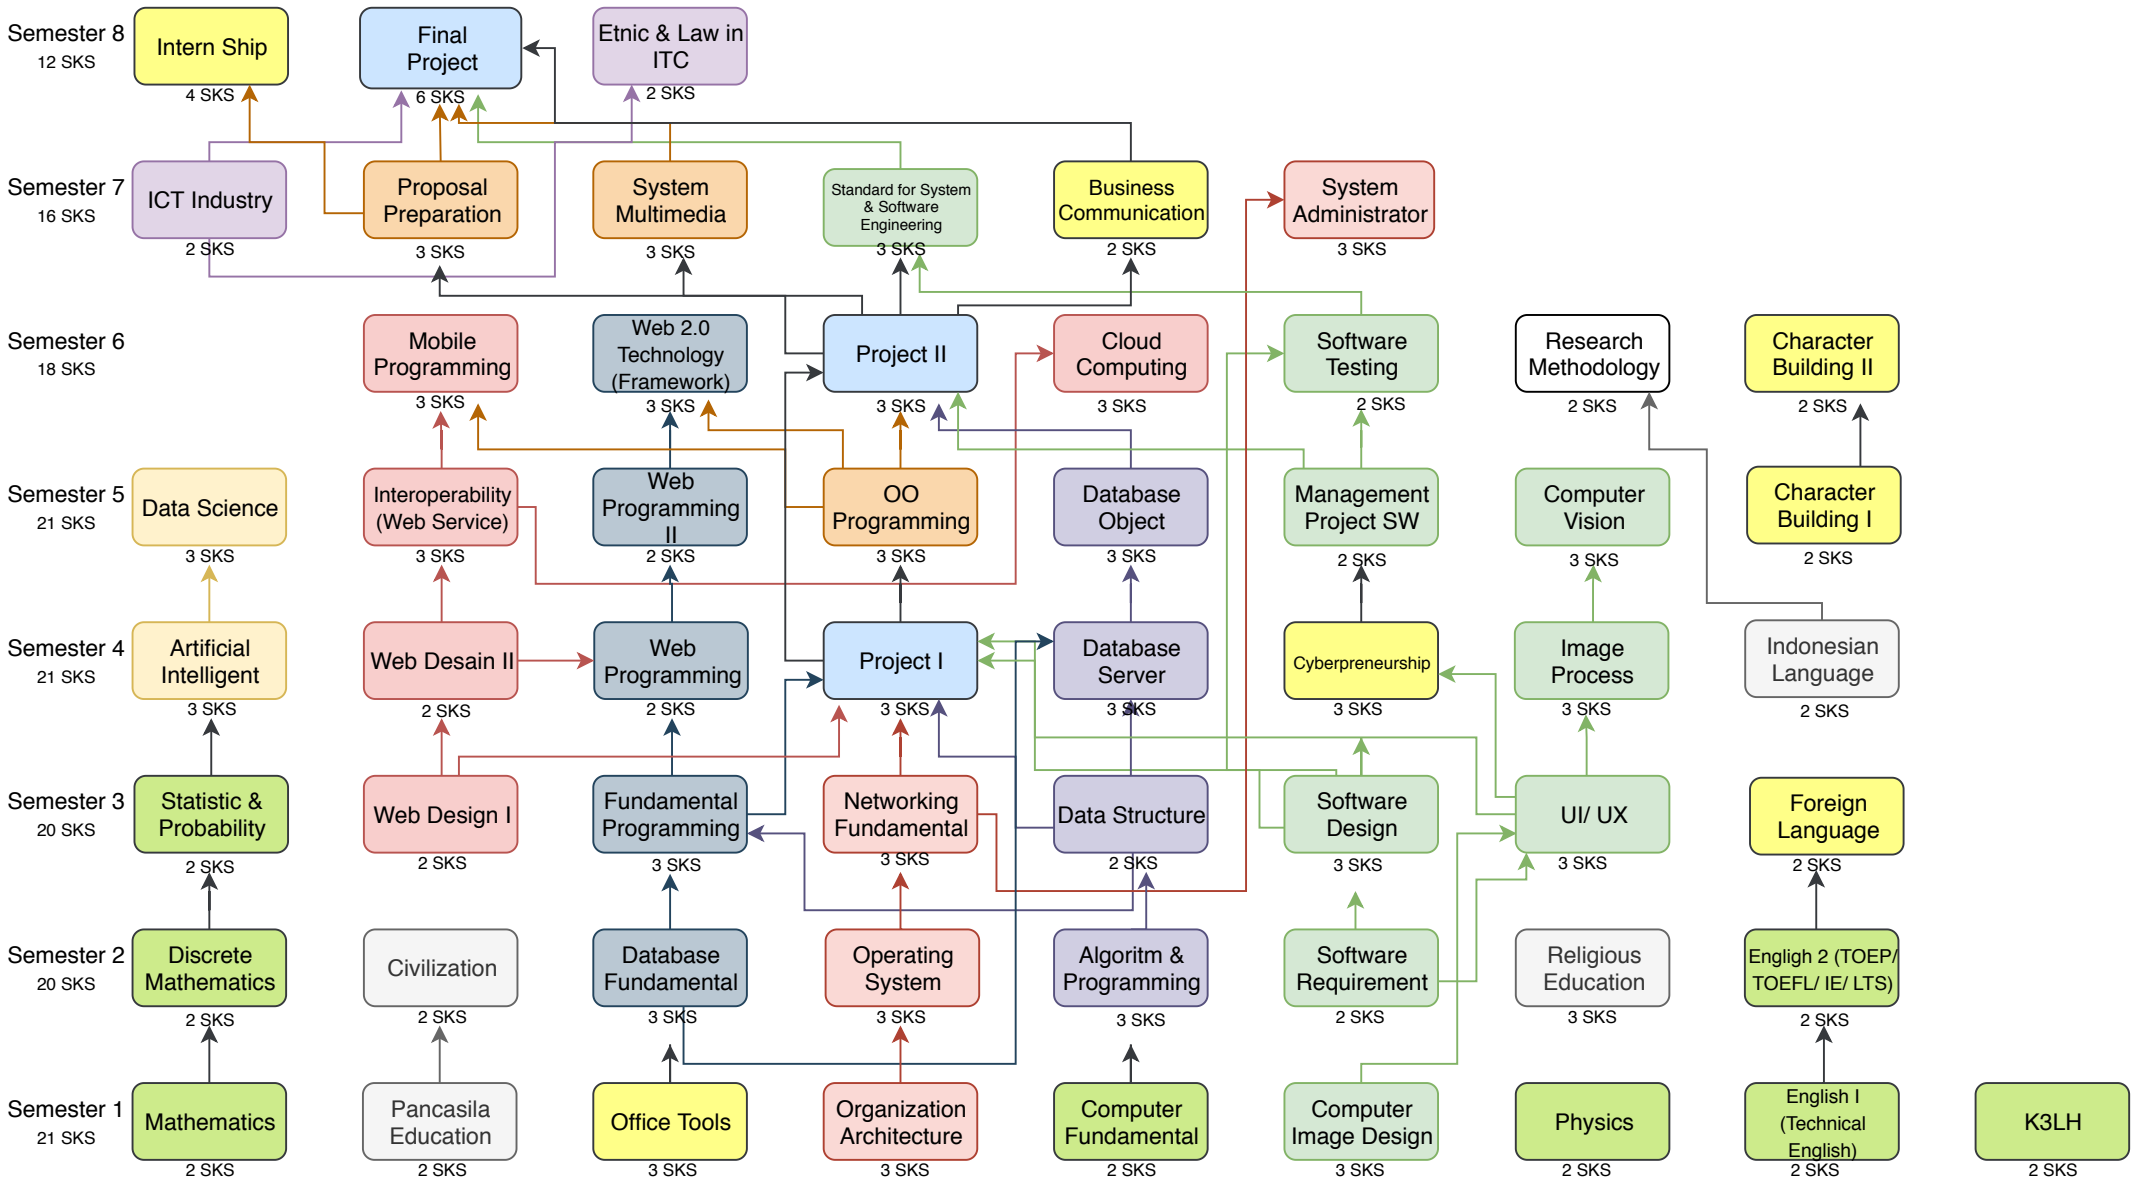 Semester 8
12 SKS
Intern Ship
4 SKS
Final
Project
6 SKS
Etnic & Law in
ITC
2 SKS
Semester 7
16 SKS
ICT Industry
2 SKS
Proposal
Preparation
3 SKS
System
Multimedia
3 SKS
Standard for System
& Software
Engineering
3 SKS
Business
Communication
2 SKS
System
Administrator
3 SKS
Semester 6
18 SKS
Mobile
Programming
3 SKS
Web 2.0
Technology
(Framework)
3 SKS
Project II
3 SKS
Cloud
Computing
3 SKS
Software
Testing
2 SKS
Research
Methodology
2 SKS
Character
Building II
2 SKS
Semester 5
21 SKS
Data Science
3 SKS
Interoperability
(Web Service)
3 SKS
Web
Programming
II
2 SKS
OO
Programming
3 SKS
Database
Object
3 SKS
Management
Project SW
2 SKS
Computer
Vision
3 SKS
Character
Building I
2 SKS
Semester 4
21 SKS
Artificial
Intelligent
3 SKS
Web Desain II
2 SKS
Web
Programming
2 SKS
Project I
3 SKS
Database
Server
3 SKS
Cyberpreneurship
3 SKS
Image
Process
3 SKS
Indonesian
Language
2 SKS
Semester 3
20 SKS
Statistic &
Probability
2 SKS
Web Design I
2 SKS
Fundamental
Programming
3 SKS
Networking
Fundamental
3 SKS
Data Structure
2 SKS
Software
Design
3 SKS
UI/ UX
3 SKS
Foreign
Language
2 SKS
Semester 2
20 SKS
Discrete
Mathematics
2 SKS
Civilization
2 SKS
Database
Fundamental
3 SKS
Operating
System
3 SKS
Algoritm &
Programming
3 SKS
Software
Requirement
2 SKS
Religious
Education
3 SKS
Engligh 2 (TOEP/
TOEFL/ IE/ LTS)
2 SKS
Semester 1
21 SKS
Mathematics
2 SKS
Pancasila
Education
2 SKS
Office Tools
3 SKS
Organization
Architecture
3 SKS
Computer
Fundamental
2 SKS
Computer
Image Design
3 SKS
Physics
2 SKS
English I
(Technical
English)
2 SKS
K3LH
2 SKS